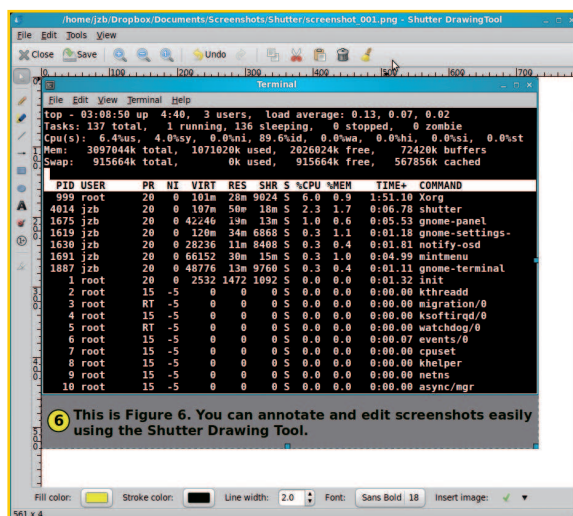 /home/jzb/Dropbox/Documents/Screenshots/Shutter/screenshot_001.png - Shutter DrawingTool
File Edit Tools View
Close Save Undo
0 100 200 300 400 500 600 700
Terminal
File Edit View Terminal Help
top - 03:08:50 up 4:40, 3 users, load average: 0.13, 0.07, 0.02
Tasks: 137 total, 1 running, 136 sleeping, 0 stopped, 0 zombie
Cpu(s): 6.4%us, 4.0%sy, 0.0%ni, 89.6%id, 0.0%wa, 0.0%hi, 0.0%si, 0.0%st
Mem: 3097044k total, 1071020k used, 2026024k free, 72420k buffers
Swap: 915664k total, 0k used, 915664k free, 567856k cached
PID USER PR NI VIRT RES SHR S %CPU %MEM TIME+ COMMAND
999 root 20 0 101m 28m 9024 S 6.0 0.9 1:51.10 Xorg
4014 jzb 20 0 107m 50m 18m S 2.3 1.7 0:06.78 shutter
1675 jzb 20 0 42246 19m 13m S 1.0 0.6 0:05.53 gnome-panel
1619 jzb 20 0 120m 34m 6868 S 0.3 1.1 0:01.18 gnome-settings-
1630 jzb 20 0 28236 11m 8408 S 0.3 0.4 0:01.81 notify-osd
1691 jzb 20 0 66152 30m 15m S 0.3 1.0 0:04.99 mintmenu
1887 jzb 20 0 48776 13m 9760 S 0.3 0.4 0:01.11 gnome-terminal
1 root 20 0 2532 1472 1092 S 0.0 0.0 0:01.32 init
2 root 15 -5 0 0 0 S 0.0 0.0 0:00.00 kthreadd
3 root RT -5 0 0 0 S 0.0 0.0 0:00.00 migration/0
4 root 15 -5 0 0 0 S 0.0 0.0 0:00.00 ksoftirqd/0
5 root RT -5 0 0 0 S 0.0 0.0 0:00.00 watchdog/0
6 root 15 -5 0 0 0 S 0.0 0.0 0:00.07 events/0
7 root 15 -5 0 0 0 S 0.0 0.0 0:00.00 cpuset
8 root 15 -5 0 0 0 S 0.0 0.0 0:00.00 khelper
9 root 15 -5 0 0 0 S 0.0 0.0 0:00.00 netns
10 root 15 -5 0 0 0 S 0.0 0.0 0:00.00 async/mgr
6 This is Figure 6. You can annotate and edit screenshots easily
using the Shutter Drawing Tool.
Fill color: Stroke color: Line width: 2.0 Font: Sans Bold 18 Insert image:
561 x 4